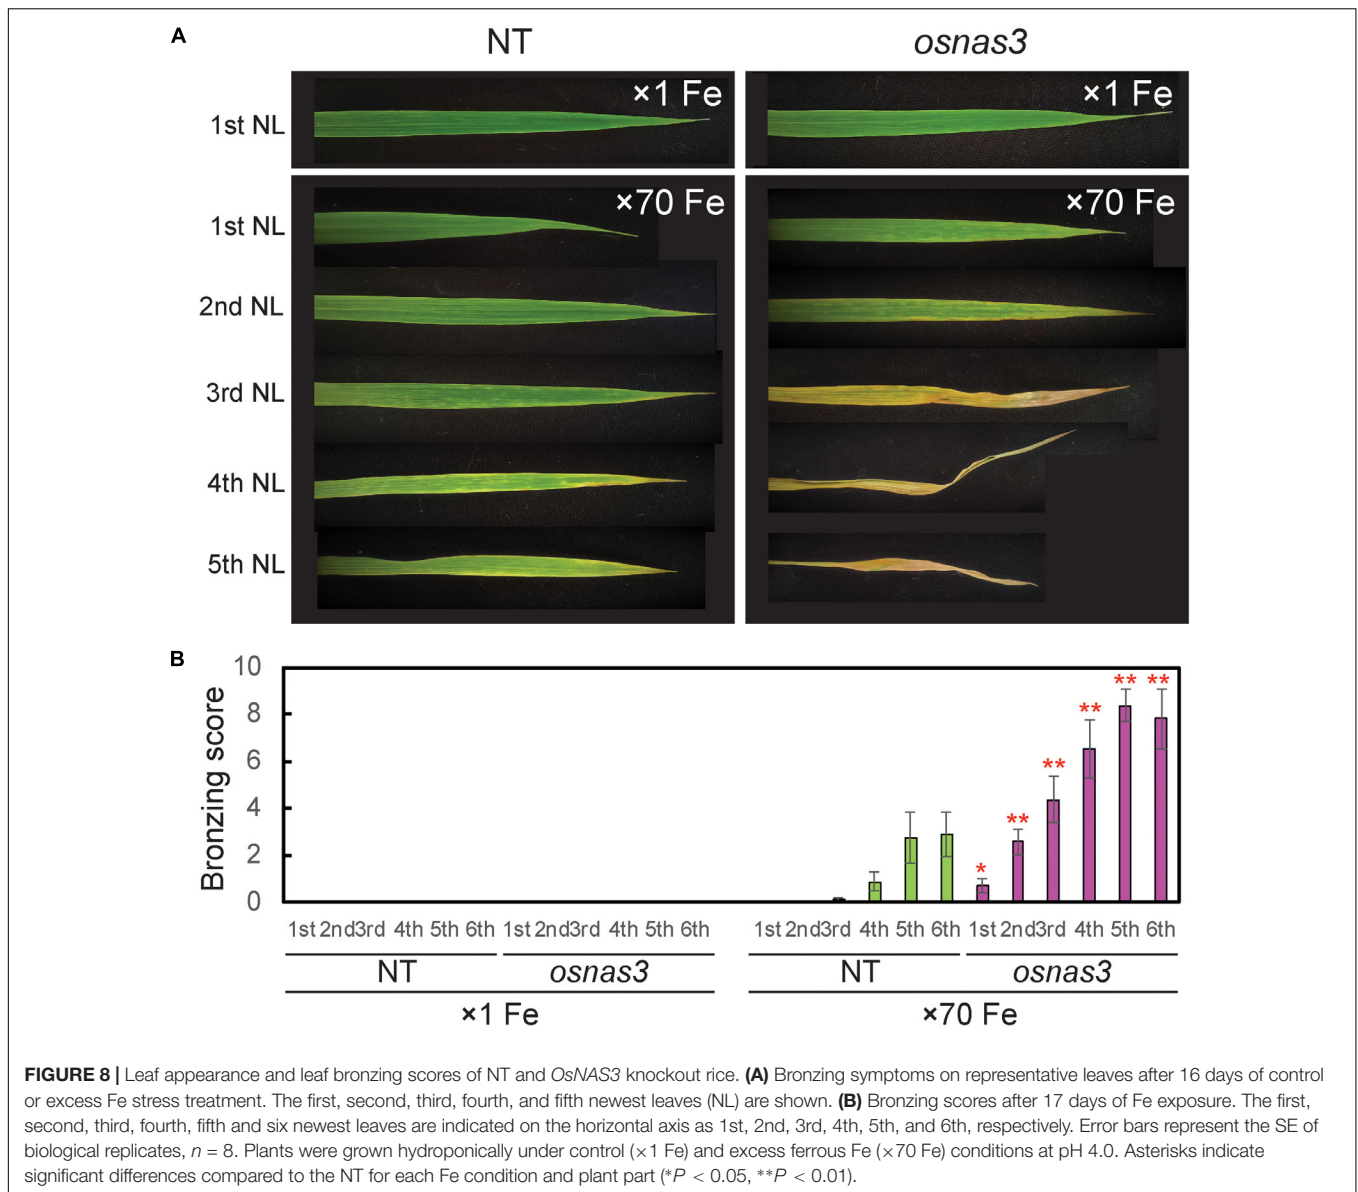 A
NT
osnas3
×1 Fe
×1 Fe
1st NL
×70 Fe
×70 Fe
1st NL
2nd NL
3rd NL
4th NL
5th NL
B
Bronzing score
10
8
6
4
2
0
* ** ** ** ** **
1st 2nd 3rd 4th 5th 6th 1st 2nd 3rd 4th 5th 6th 1st 2nd 3rd 4th 5th 6th 1st 2nd 3rd 4th 5th 6th
NT osnas3 NT osnas3
×1 Fe ×70 Fe
FIGURE 8 | Leaf appearance and leaf bronzing scores of NT and OsNAS3 knockout rice. (A) Bronzing symptoms on representative leaves after 16 days of control
or excess Fe stress treatment. The first, second, third, fourth, and fifth newest leaves (NL) are shown. (B) Bronzing scores after 17 days of Fe exposure. The first,
second, third, fourth, fifth and six newest leaves are indicated on the horizontal axis as 1st, 2nd, 3rd, 4th, 5th, and 6th, respectively. Error bars represent the SE of
biological replicates, n = 8. Plants were grown hydroponically under control (×1 Fe) and excess ferrous Fe (×70 Fe) conditions at pH 4.0. Asterisks indicate
significant differences compared to the NT for each Fe condition and plant part (*P < 0.05, **P < 0.01).